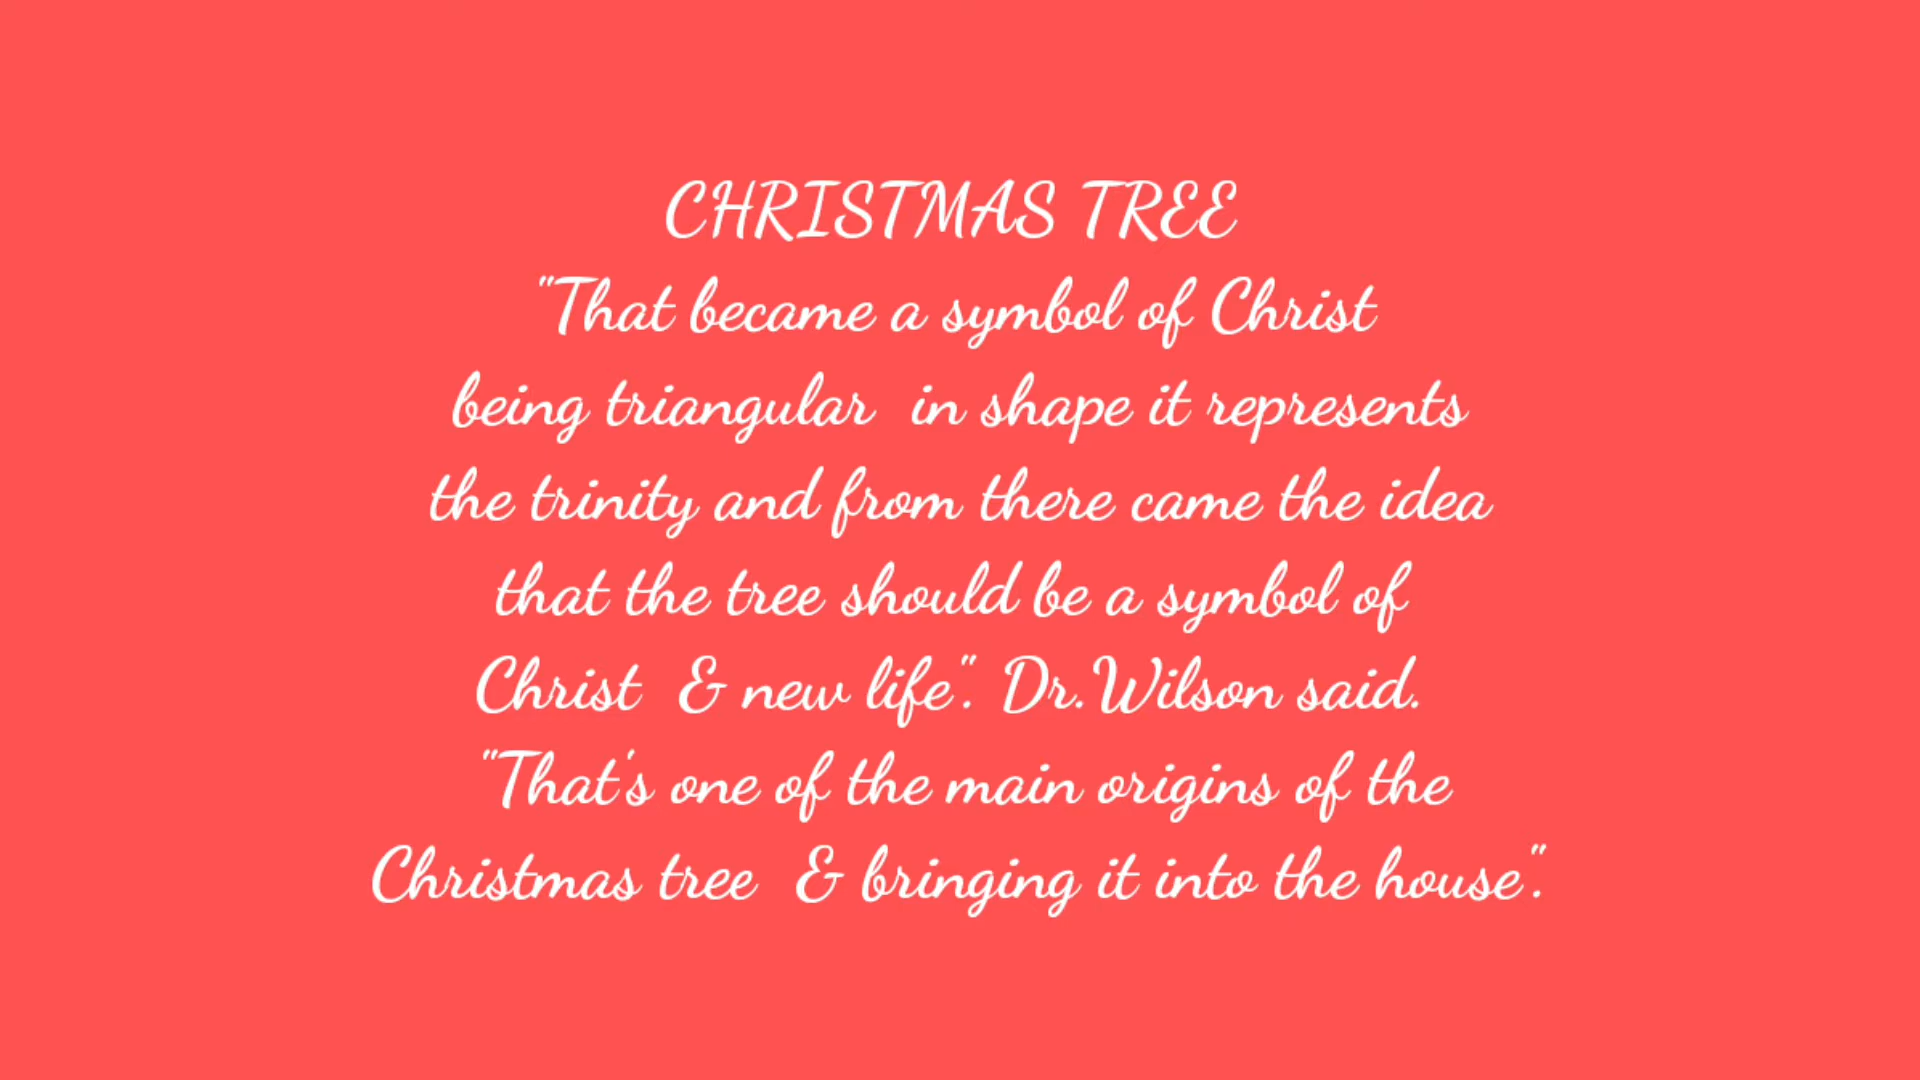 CHRISTMAS TREE
"That became a symbol of Christ
being triangular in shape it represents
the trinity and from there came the idea
that the tree should be a symbol of
Christ & new life". Dr.Wilson said.
"That's one of the main origins of the
Christmas tree & bringing it into the house".